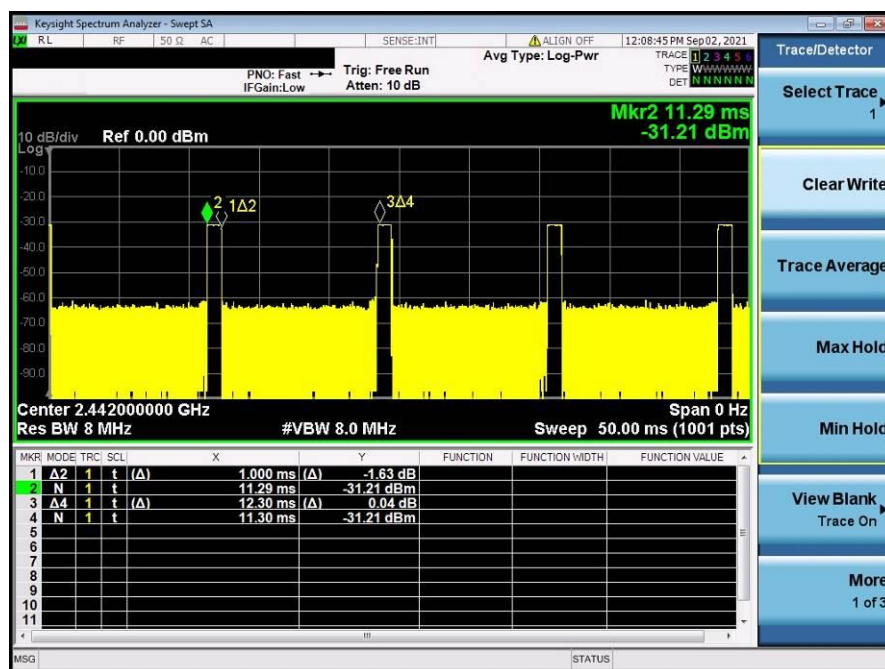 Keysight Spectrum Analyzer - Swept SA
LXI RL RF 50 Ω AC SENSE:INT ALIGN OFF 12:08:45 PM Sep 02, 2021
Avg Type: Log-Pwr TRACE 1 2 3 4 5 6
PNO: Fast Trig: Free Run TYPE WWWWWW
IFGain:Low Atten: 10 dB DET N N N N N N
Mkr2 11.29 ms
-31.21 dBm
10 dB/div Ref 0.00 dBm
Log
-10.0
-20.0
2 1Δ2 3Δ4
-30.0
-40.0
-50.0
-60.0
-70.0
-80.0
-90.0
Center 2.442000000 GHz Span 0 Hz
Res BW 8 MHz #VBW 8.0 MHz Sweep 50.00 ms (1001 pts)
MKR MODE TRC SCL X Y FUNCTION FUNCTION WIDTH FUNCTION VALUE
1 Δ2 1 t (Δ) 1.000 ms (Δ) -1.63 dB
2 N 1 t 11.29 ms -31.21 dBm
3 Δ4 1 t (Δ) 12.30 ms (Δ) 0.04 dB
4 N 1 t 11.30 ms -31.21 dBm
5
6
7
8
9
10
11
MSG STATUS
Trace/Detector
Select Trace
1
Clear Write
Trace Average
Max Hold
Min Hold
View Blank
Trace On
More
1 of 3